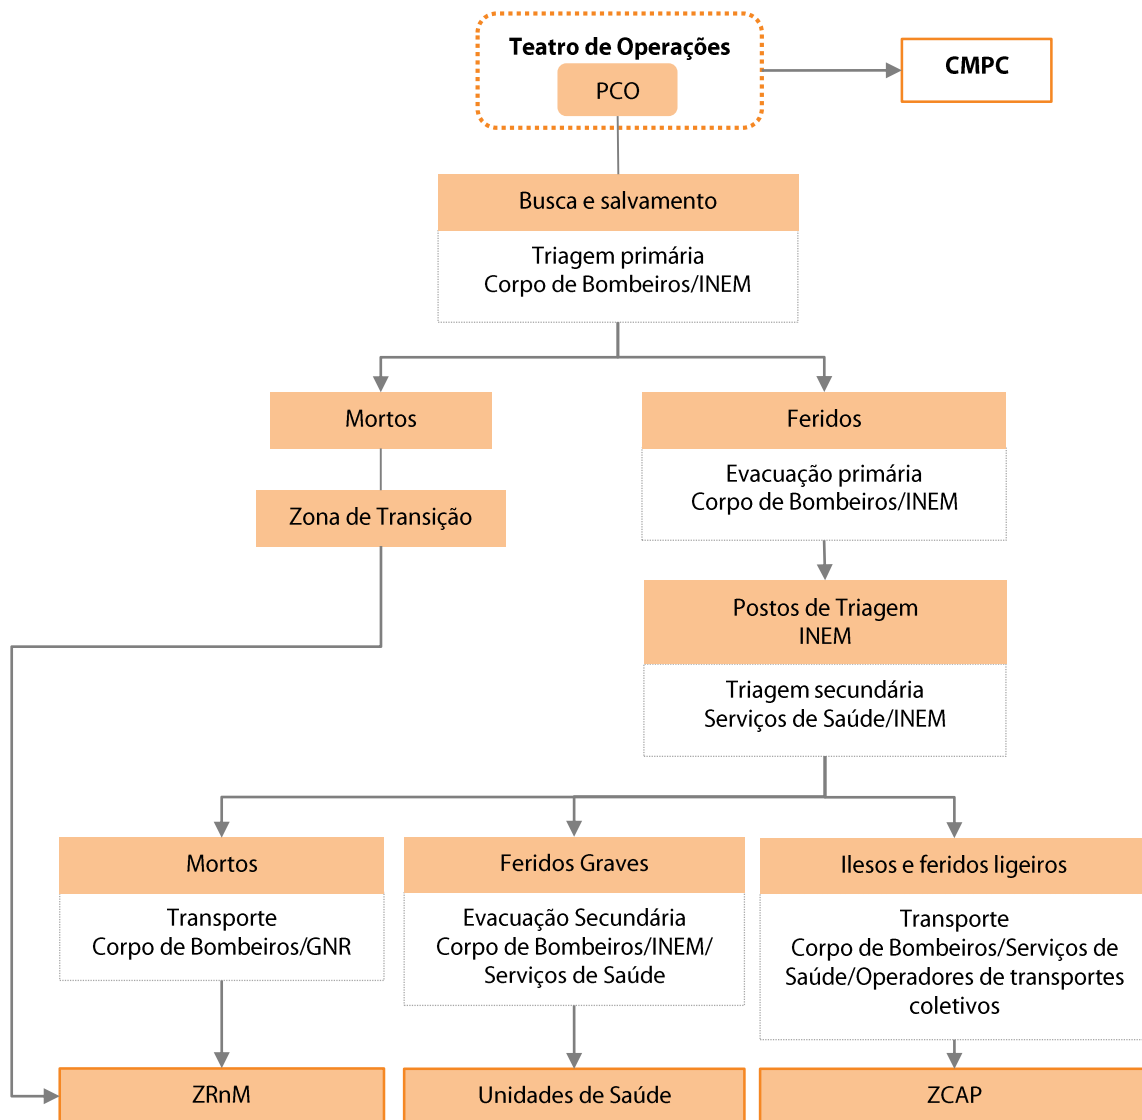 Teatro de Operações
PCO
CMPC
Busca e salvamento
Triagem primária
Corpo de Bombeiros/INEM
Mortos
Zona de Transição
Feridos
Evacuação primária
Corpo de Bombeiros/INEM
Postos de Triagem
INEM
Triagem secundária
Serviços de Saúde/INEM
Mortos
Transporte
Corpo de Bombeiros/GNR
Feridos Graves
Evacuação Secundária
Corpo de Bombeiros/INEM/
Serviços de Saúde
Ilesos e feridos ligeiros
Transporte
Corpo de Bombeiros/Serviços de
Saúde/Operadores de transportes
coletivos
ZRnM
Unidades de Saúde
ZCAP